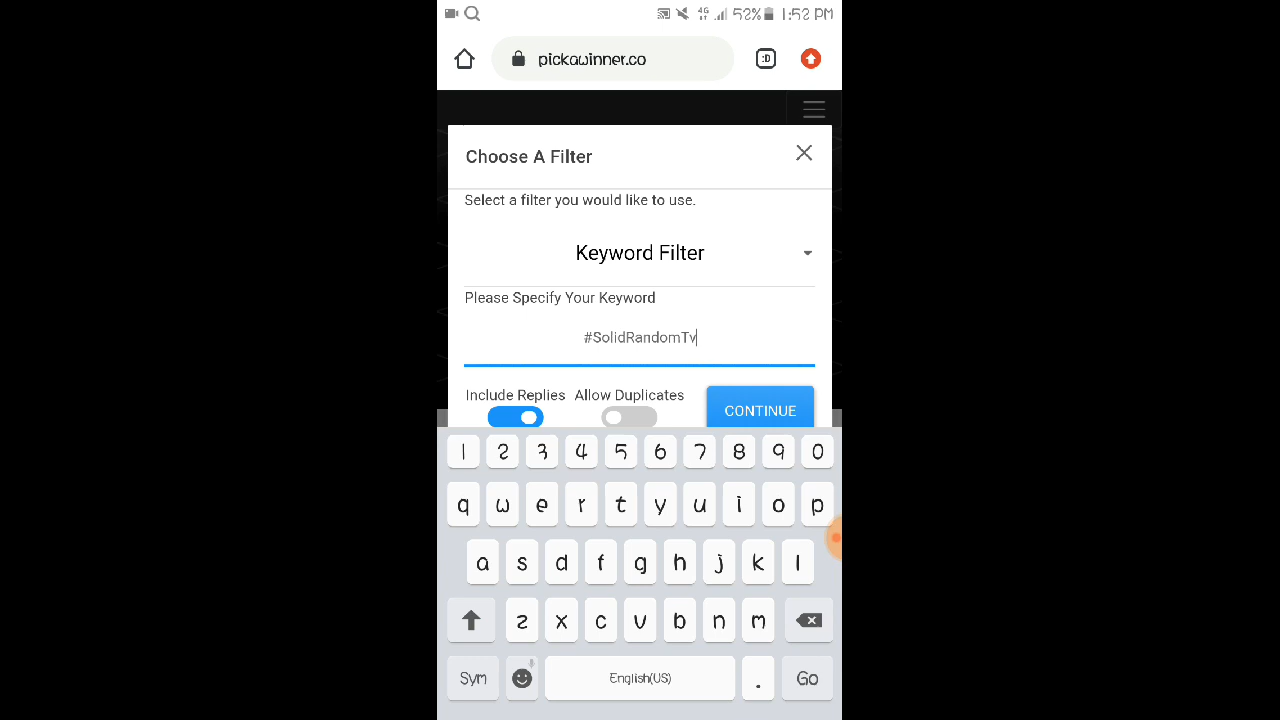 4G 52% 1:52 PM
pickawinner.co :D
Choose A Filter
Select a filter you would like to use.
Keyword Filter
Please Specify Your Keyword
#SolidRandomTv
Include Replies Allow Duplicates
CONTINUE
1 2 3 4 5 6 7 8 9 0
q w e r t y u i o p
a s d f g h j k l
z x c v b n m
Sym English(US) . Go